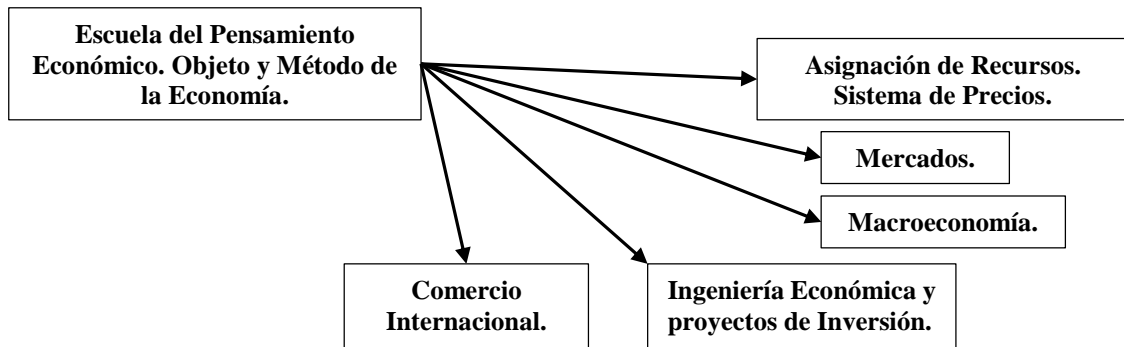 Escuela del Pensamiento
Económico. Objeto y Método de
la Economía.
Asignación de Recursos.
Sistema de Precios.
Mercados.
Macroeconomía.
Comercio
Internacional.
Ingeniería Económica y
proyectos de Inversión.